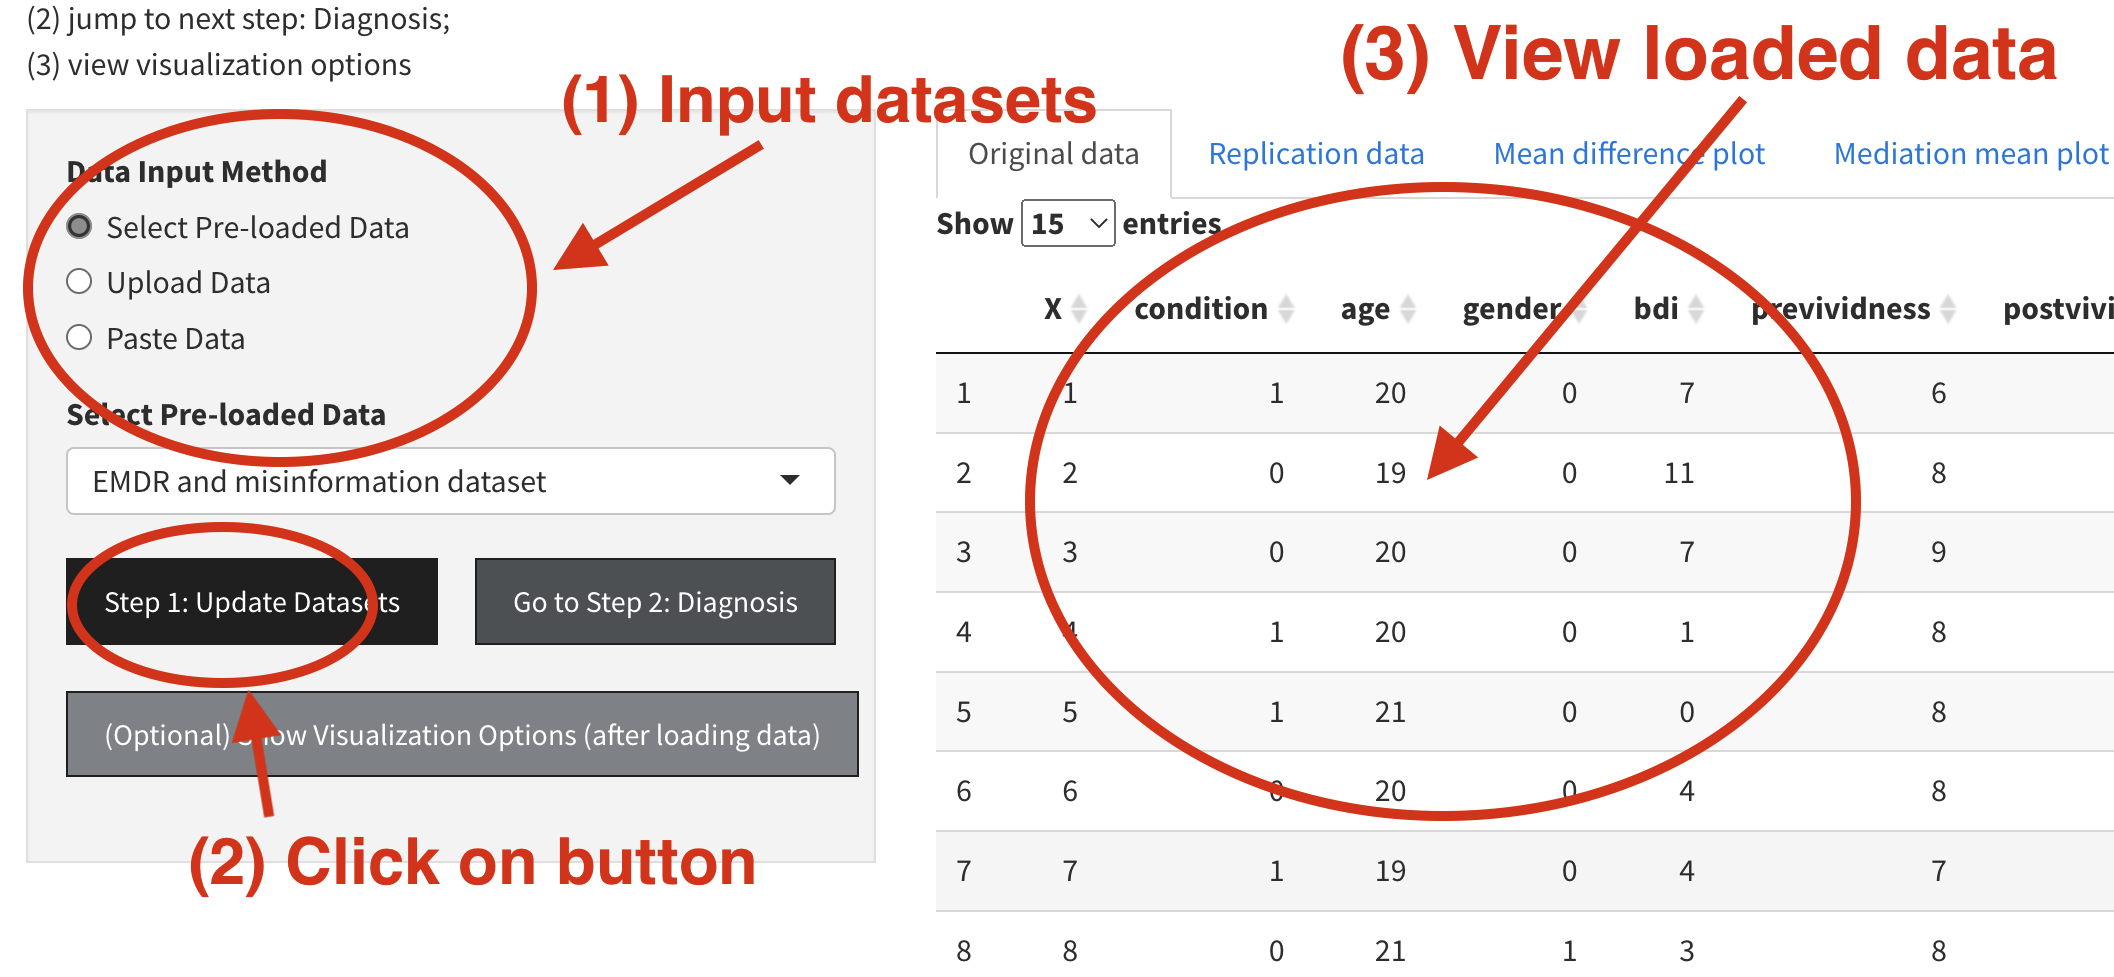 (2) jump to next step: Diagnosis;
(3) view visualization options
(1) Input datasets
(3) View loaded data
Data Input Method
Select Pre-loaded Data
Upload Data
Paste Data
Select Pre-loaded Data
EMDR and misinformation dataset
Step 1: Update Datasets
Go to Step 2: Diagnosis
(Optional) Show Visualization Options (after loading data)
(2) Click on button
Original data Replication data Mean difference plot Mediation mean plot
Show 15 entries
X condition age gender bdi prevividness postvivi
1 1 1 20 0 7 6
2 2 0 19 0 11 8
3 3 0 20 0 7 9
4 4 1 20 0 1 8
5 5 1 21 0 0 8
6 6 0 20 0 4 8
7 7 1 19 0 4 7
8 8 0 21 1 3 8